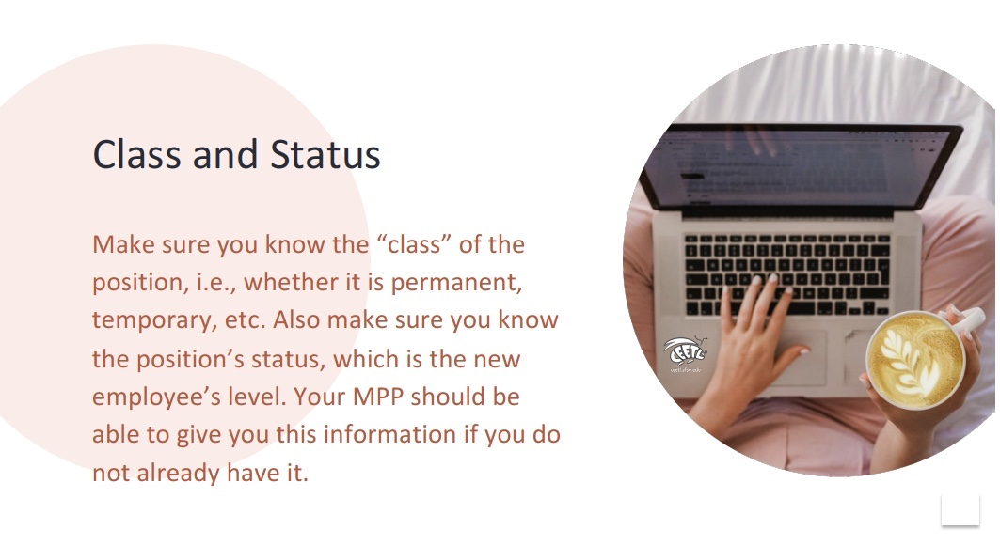 Class and Status
Make sure you know the “class” of the
position, i.e., whether it is permanent,
temporary, etc. Also make sure you know
the position’s status, which is the new
employee’s level. Your MPP should be
able to give you this information if you do
not already have it.